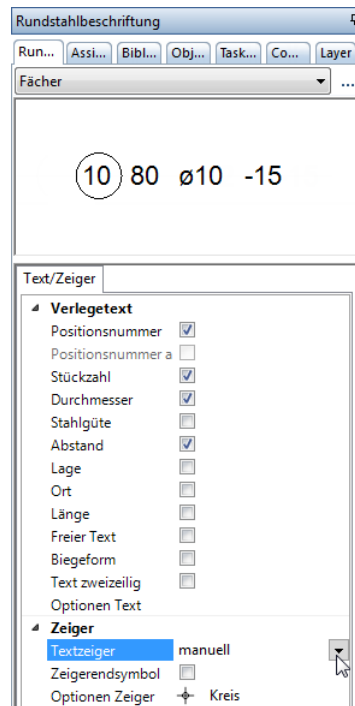 Rundstahlbeschriftung
Run... Assi... Bibl... Obj... Task... Co... Layer
Fächer ...
10 80 ø10 -15
Text/Zeiger
Verlegetext
Positionsnummer
Positionsnummer a
Stückzahl
Durchmesser
Stahlgüte
Abstand
Lage
Ort
Länge
Freier Text
Biegeform
Text zweizeilig
Optionen Text
Zeiger
Textzeiger manuell
Zeigerendsymbol
Optionen Zeiger Kreis